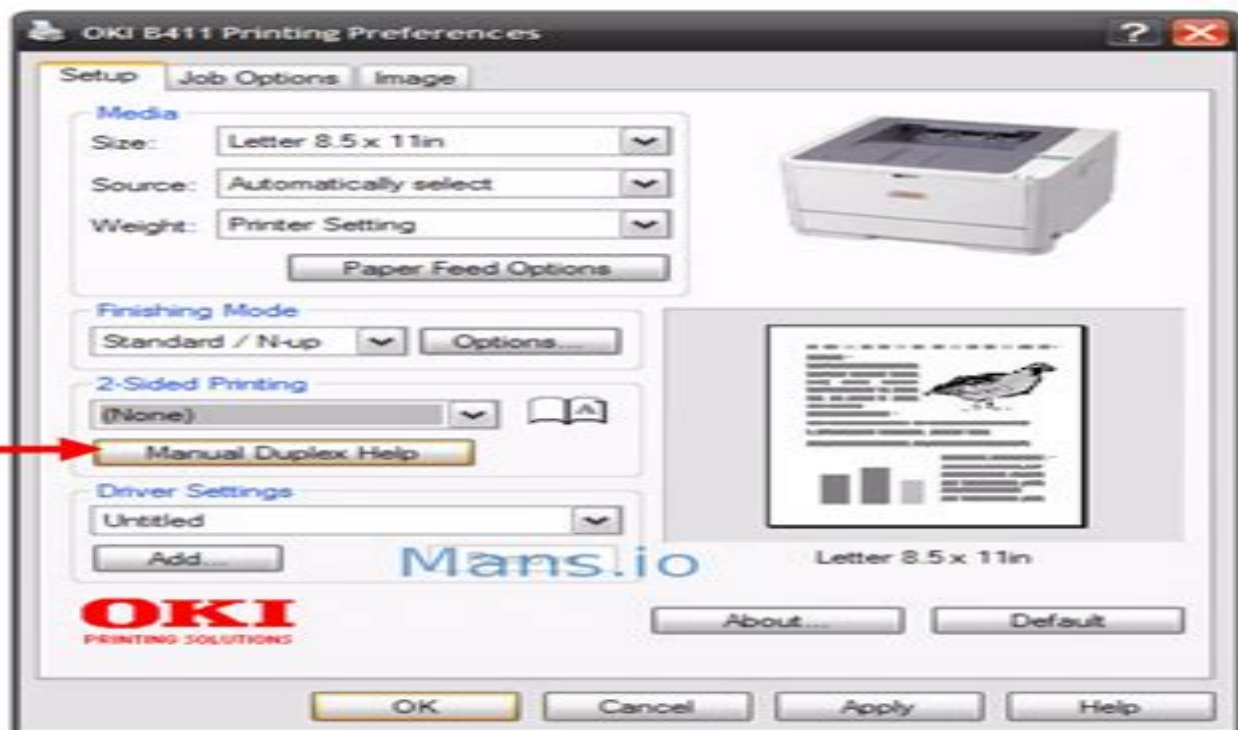 OKI B411 Printing Preferences
Setup Job Options Image
Media
Size: Letter 8.5 x 11in
Source: Automatically select
Weight: Printer Setting
Paper Feed Options
Finishing Mode
Standard / N-up Options...
2-Sided Printing
(None)
A
Manual Duplex Help
Driver Settings
Untitled
Add...
Mans.io
Letter 8.5 x 11in
OKI
PRINTING SOLUTIONS
About... Default
OK Cancel Apply Help